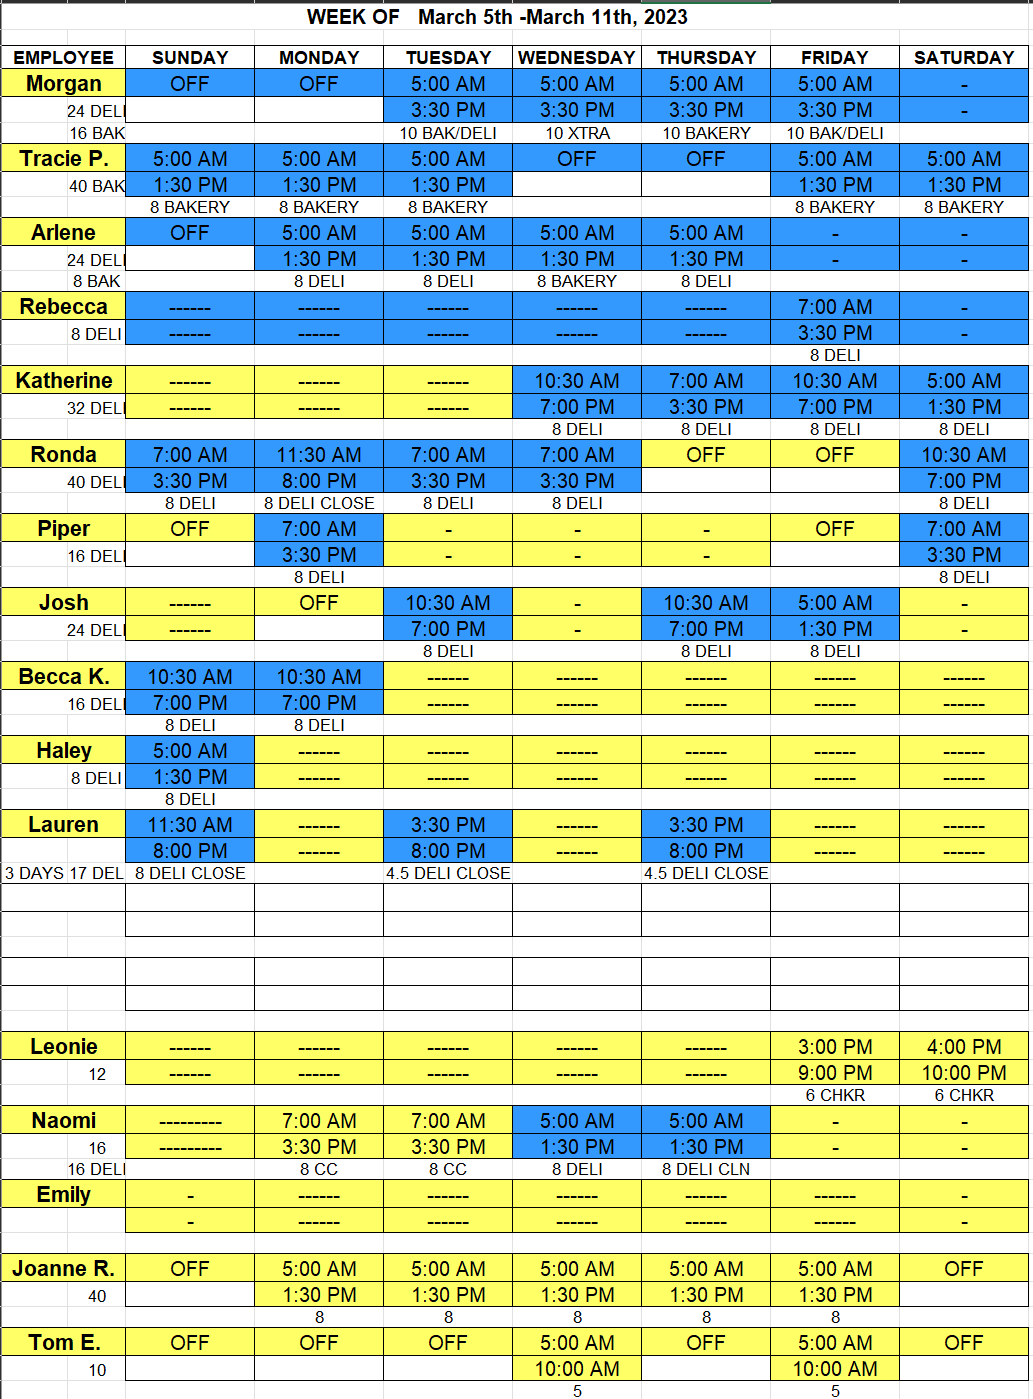 WEEK OF March 5th -March 11th, 2023
EMPLOYEE SUNDAY MONDAY TUESDAY WEDNESDAY THURSDAY FRIDAY SATURDAY
Morgan OFF OFF 5:00 AM 5:00 AM 5:00 AM 5:00 AM -
24 DELI 3:30 PM 3:30 PM 3:30 PM 3:30 PM -
16 BAK 10 BAK/DELI 10 XTRA 10 BAKERY 10 BAK/DELI
Tracie P. 5:00 AM 5:00 AM 5:00 AM OFF OFF 5:00 AM 5:00 AM
40 BAK 1:30 PM 1:30 PM 1:30 PM 1:30 PM 1:30 PM
8 BAKERY 8 BAKERY 8 BAKERY 8 BAKERY 8 BAKERY
Arlene OFF 5:00 AM 5:00 AM 5:00 AM 5:00 AM - -
24 DELI 1:30 PM 1:30 PM 1:30 PM 1:30 PM - -
8 BAK 8 DELI 8 DELI 8 BAKERY 8 DELI
Rebecca ------ ------ ------ ------ ------ 7:00 AM -
8 DELI ------ ------ ------ ------ ------ 3:30 PM -
8 DELI
Katherine ------ ------ ------ 10:30 AM 7:00 AM 10:30 AM 5:00 AM
32 DELI ------ ------ ------ 7:00 PM 3:30 PM 7:00 PM 1:30 PM
8 DELI 8 DELI 8 DELI 8 DELI
Ronda 7:00 AM 11:30 AM 7:00 AM 7:00 AM OFF OFF 10:30 AM
40 DELI 3:30 PM 8:00 PM 3:30 PM 3:30 PM 7:00 PM
8 DELI 8 DELI CLOSE 8 DELI 8 DELI 8 DELI
Piper OFF 7:00 AM - - - OFF 7:00 AM
16 DELI 3:30 PM - - - 3:30 PM
8 DELI 8 DELI
Josh ------ OFF 10:30 AM - 10:30 AM 5:00 AM -
24 DELI ------ 7:00 PM - 7:00 PM 1:30 PM -
8 DELI 8 DELI 8 DELI
Becca K. 10:30 AM 10:30 AM ------ ------ ------ ------ ------
16 DELI 7:00 PM 7:00 PM ------ ------ ------ ------ ------
8 DELI 8 DELI
Haley 5:00 AM ------ ------ ------ ------ ------ ------
8 DELI 1:30 PM ------ ------ ------ ------ ------ ------
8 DELI
Lauren 11:30 AM ------ 3:30 PM ------ 3:30 PM ------ ------
8:00 PM ------ 8:00 PM ------ 8:00 PM ------ ------
3 DAYS 17 DEL 8 DELI CLOSE 4.5 DELI CLOSE 4.5 DELI CLOSE
Leonie ------ ------ ------ ------ ------ 3:00 PM 4:00 PM
12 ------ ------ ------ ------ ------ 9:00 PM 10:00 PM
6 CHKR 6 CHKR
Naomi --------- 7:00 AM 7:00 AM 5:00 AM 5:00 AM - -
16 --------- 3:30 PM 3:30 PM 1:30 PM 1:30 PM - -
16 DELI 8 CC 8 CC 8 DELI 8 DELI CLN
Emily - ------ ------ ------ ------ ------ -
- ------ ------ ------ ------ ------ -
Joanne R. OFF 5:00 AM 5:00 AM 5:00 AM 5:00 AM 5:00 AM OFF
40 1:30 PM 1:30 PM 1:30 PM 1:30 PM 1:30 PM
8 8 8 8 8
Tom E. OFF OFF OFF 5:00 AM OFF 5:00 AM OFF
10 10:00 AM 10:00 AM
5 5